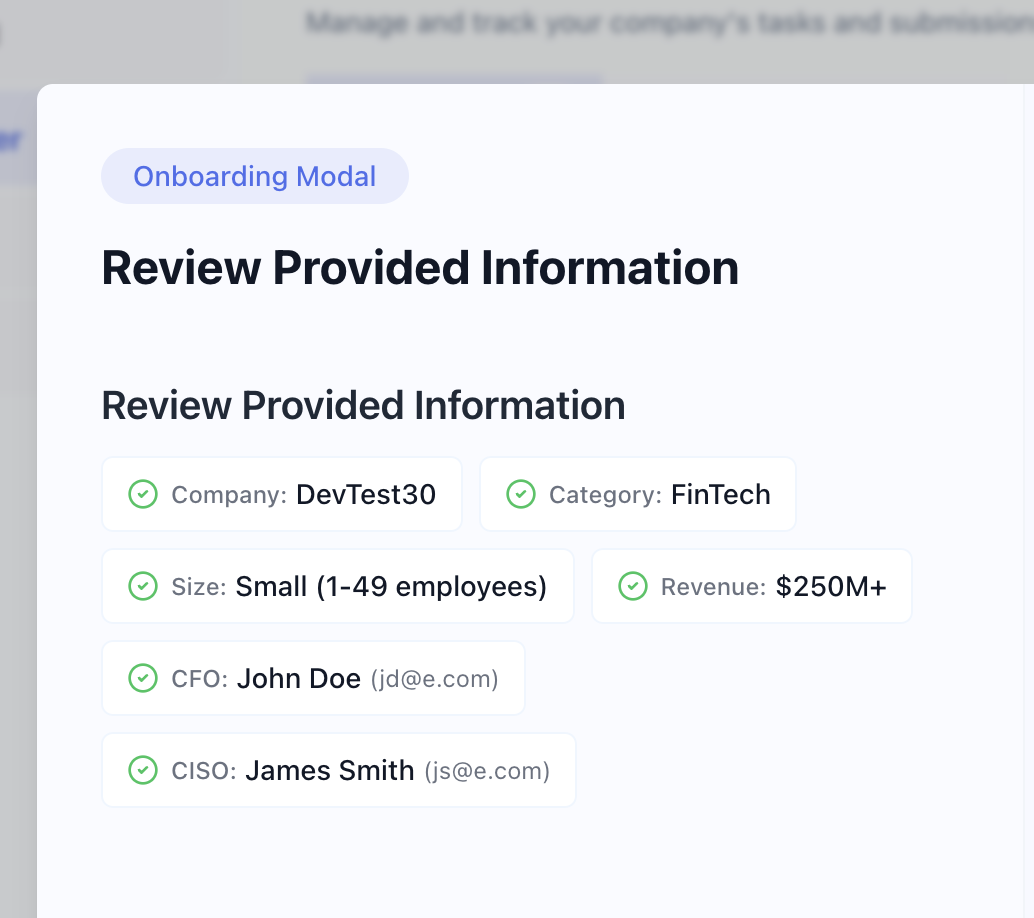 Manage and track your company's tasks and submission
er
Onboarding Modal
Review Provided Information
Review Provided Information
Company: DevTest30
Category: FinTech
Size: Small (1-49 employees)
Revenue: $250M+
CFO: John Doe (jd@e.com)
CISO: James Smith (js@e.com)